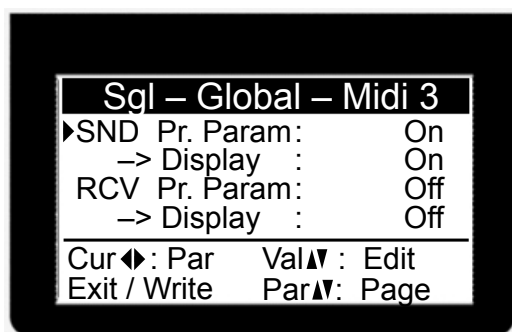 Sgl – Global – Midi 3
SND Pr. Param: On
–> Display : On
RCV Pr. Param: Off
–> Display : Off
Cur : Par Val : Edit
Exit / Write Par : Page